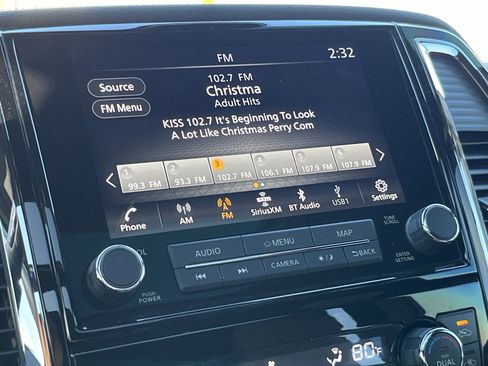 FM
2:32
Source
FM Menu
102.7 FM
Christma
Adult Hits
KISS 102.7 It's Beginning To Look
A Lot Like Christmas Perry Com
1 2 3 4 5 6
99.3 FM 93.3 FM 102.7 FM 106.1 FM 107.9 FM 107.9 FM
Phone AM FM SiriusXM BT Audio USB1 Settings
VOL
AUDIO MENU MAP
TUNE
SCROLL
CAMERA BACK
PUSH
POWER
ENTER
SETTING
80°F
DUAL